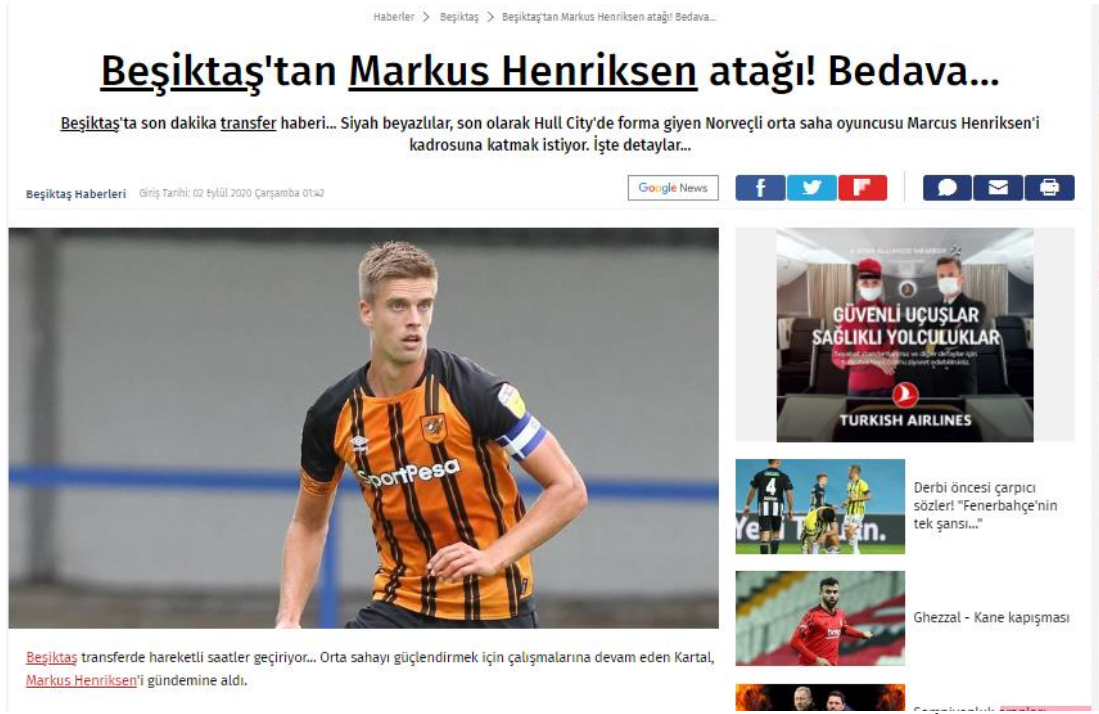 Haberler > Beşiktaş > Beşiktaş'tan Markus Henriksen atağı! Bedava...
Beşiktaş'tan Markus Henriksen atağı! Bedava...
Beşiktaş'ta son dakika transfer haberi... Siyah beyazlılar, son olarak Hull City'de forma giyen Norveçli orta saha oyuncusu Marcus Henriksen'i
kadrosuna katmak istiyor. İşte detaylar...
Beşiktaş Haberleri Giriş Tarihi: 02 Eylül 2020 Çarşamba 01:42
Google News
SportPesa
A STAR ALLIANCE MEMBER
GÜVENLİ UÇUŞLAR
SAĞLIKLI YOLCULUKLAR
TURKISH AIRLINES
4
Derbi öncesi çarpıcı
sözler! "Fenerbahçe'nin
tek şansı..."
Ghezzal - Kane kapışması
Beşiktaş transferde hareketli saatler geçiriyor... Orta sahayı güçlendirmek için çalışmalarına devam eden Kartal,
Markus Henriksen'i gündemine aldı.